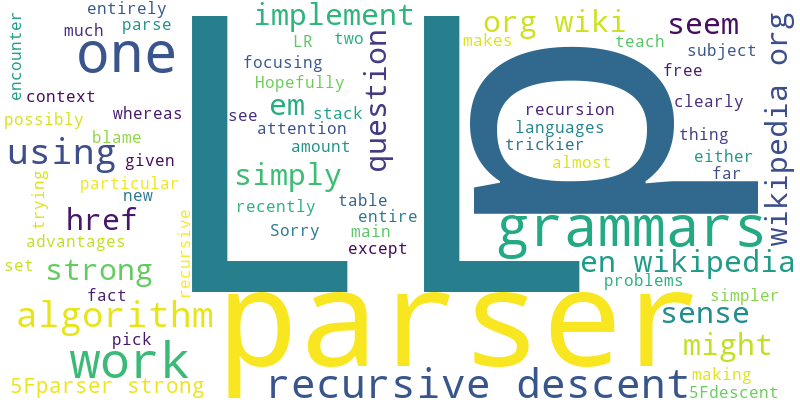 entirely
implement
org wiki
seem
much
parse
one
LR
two
makes
teach
subject
encounter
focusing
question
free
wikipedia org
context
Hopefully
LL
p
clearly
possibly
whereas
em
stack
see
recursion
blame
attention
languages
thing
using
given
amount
trickier
either
almost
far
particular
simply
trying
new
recently
table
href
entire
grammars
recursive
Sorry
main
advantages
except
set
strong
en wikipedia
problems
fact
parser
simpler
algorithm
sense
pick
might
work
recursive descent
making
5Fparser strong
5Fdescent